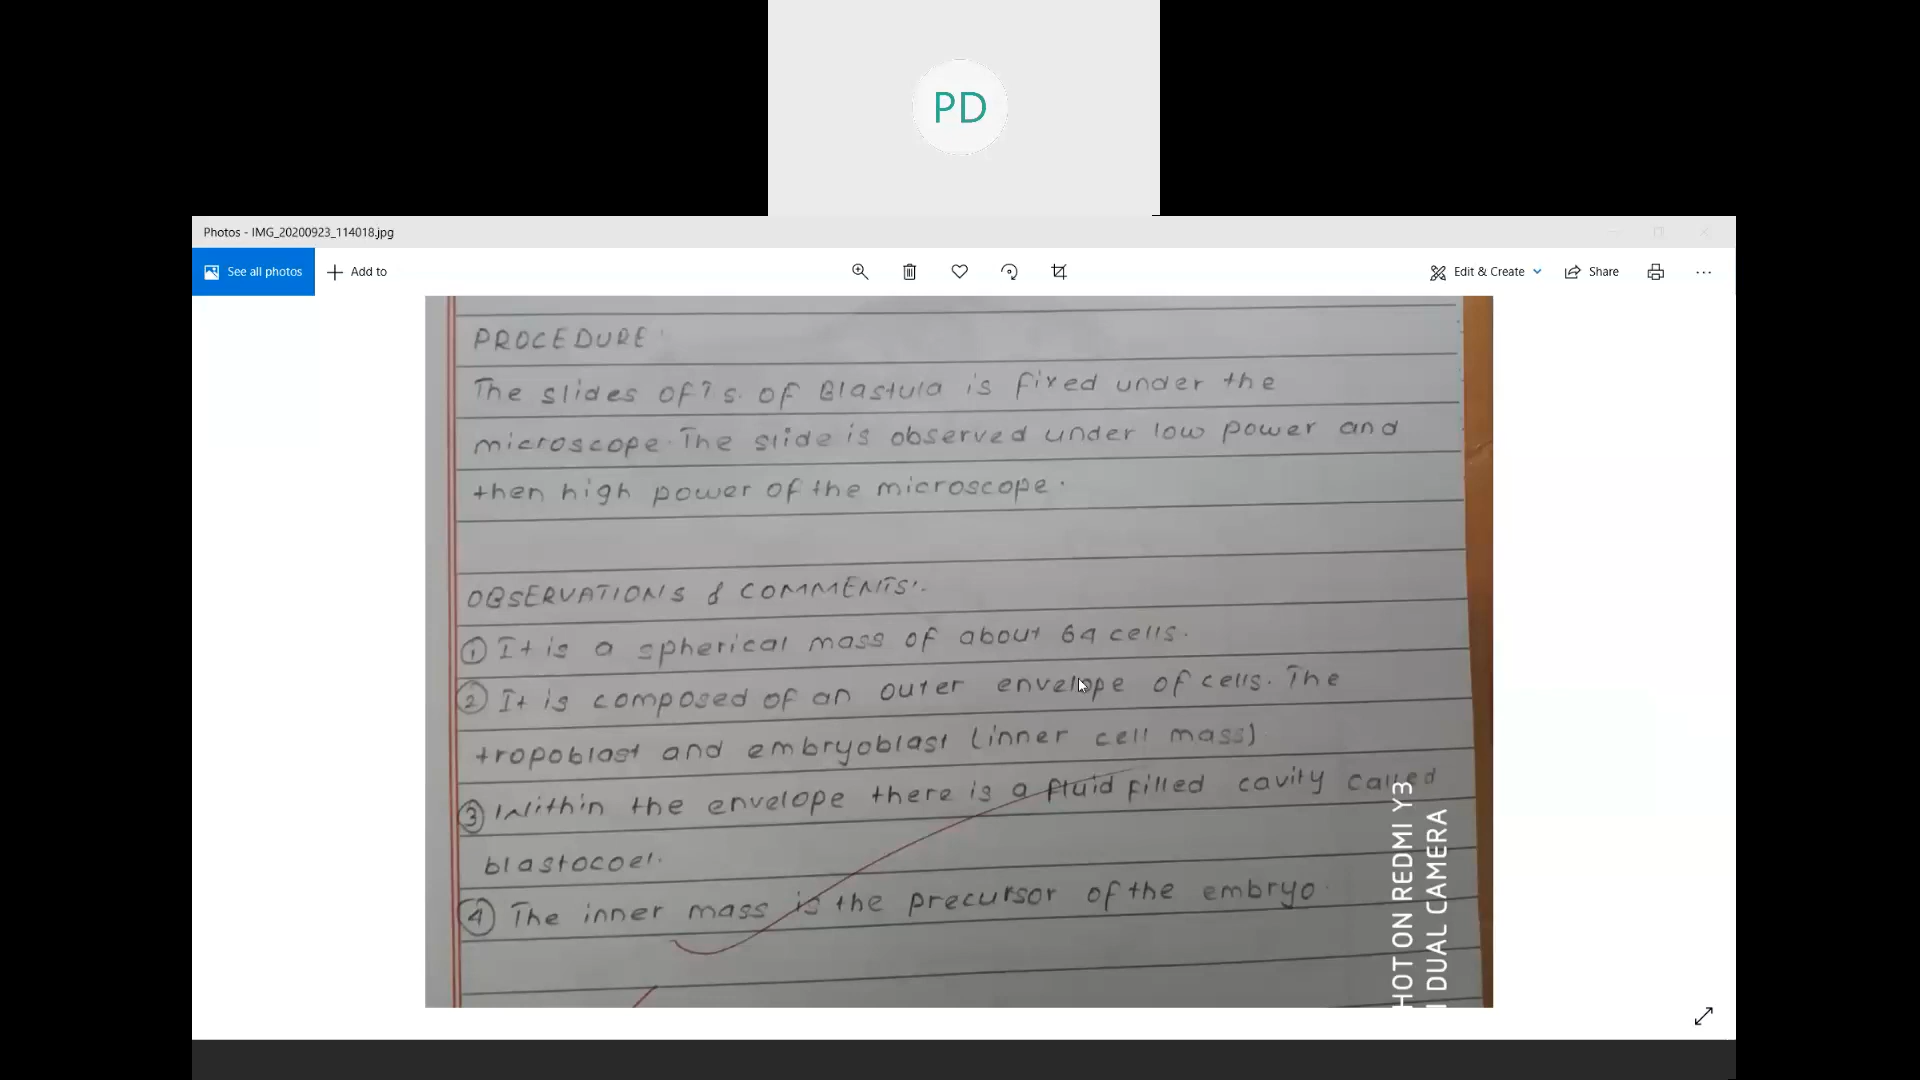 PD
Photos - IMG_20200923_114018.jpg
See all photos
Add to
Edit & Create
Share
PROCEDURE:
The slides of T.s. of Blastula is fixed under the
microscope. The slide is observed under low power and
then high power of the microscope.
OBSERVATIONS & COMMENTS:.
① It is a spherical mass of about 64 cells.
② It is composed of an outer envelope of cells. The
tropoblast and embryoblast (inner cell mass)
③ Within the envelope there is a fluid filled cavity called
blastocoel.
④ The inner mass is the precursor of the embryo.
HOT ON REDMI Y3
I DUAL CAMERA